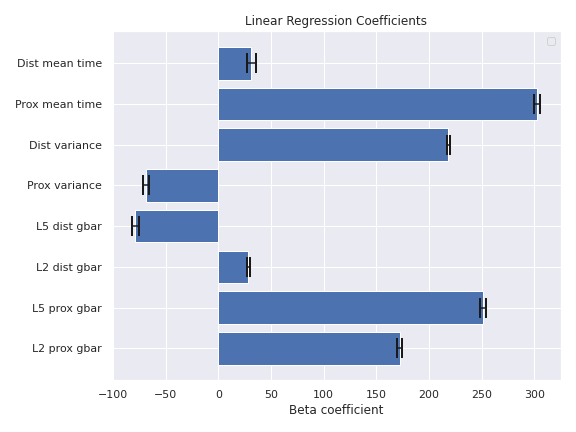 Linear Regression Coefficients
Dist mean time
Prox mean time
Dist variance
Prox variance
L5 dist gbar
L2 dist gbar
L5 prox gbar
L2 prox gbar
−100 −50 0 50 100 150 200 250 300
Beta coefficient